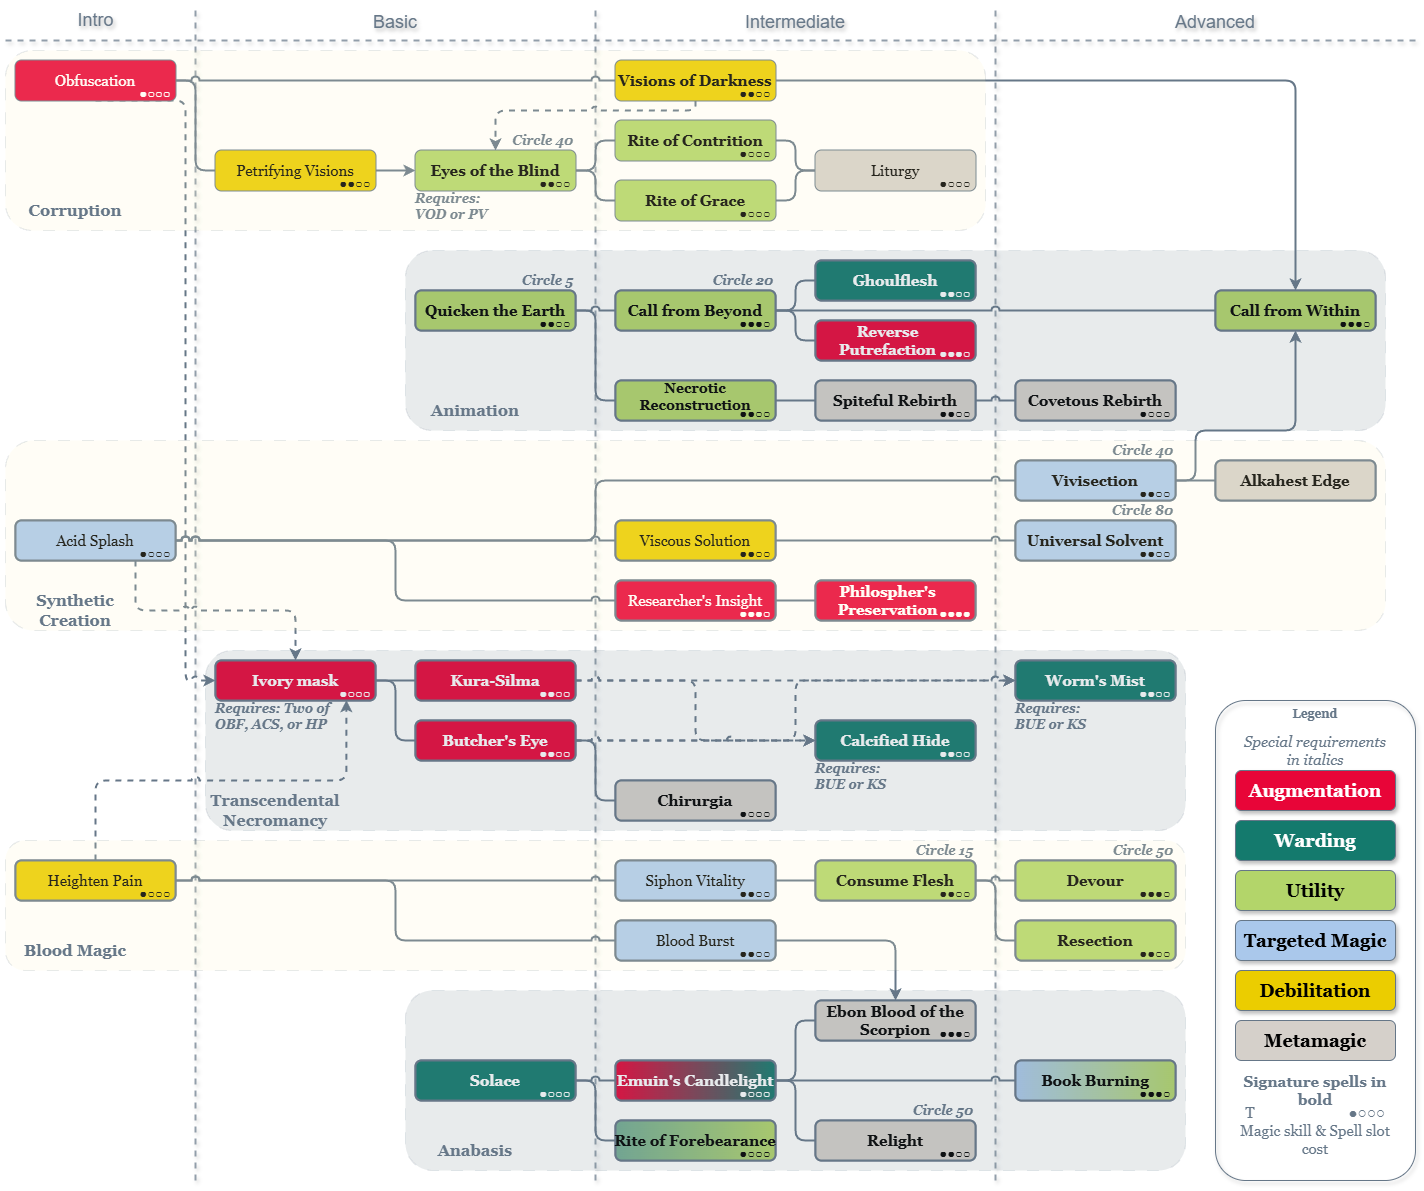 Intro
Basic
Intermediate
Advanced
Obfuscation
Visions of Darkness
Circle 40
Rite of Contrition
Petrifying Visions
Eyes of the Blind
Liturgy
Requires:
VOD or PV
Rite of Grace
Corruption
Circle 5
Circle 20
Ghoulflesh
Quicken the Earth
Call from Beyond
Call from Within
Reverse
Putrefaction
Necrotic
Reconstruction
Spiteful Rebirth
Covetous Rebirth
Animation
Circle 40
Vivisection
Alkahest Edge
Circle 80
Acid Splash
Viscous Solution
Universal Solvent
Researcher's Insight
Philospher's
Preservation
Synthetic
Creation
Ivory mask
Kura-Silma
Worm's Mist
Requires: Two of
OBF, ACS, or HP
Requires:
BUE or KS
Butcher's Eye
Calcified Hide
Requires:
BUE or KS
Chirurgia
Transcendental
Necromancy
Circle 15
Circle 50
Heighten Pain
Siphon Vitality
Consume Flesh
Devour
Blood Burst
Resection
Blood Magic
Ebon Blood of the
Scorpion
Solace
Emuin's Candlelight
Book Burning
Circle 50
Rite of Forebearance
Relight
Anabasis
Legend
Special requirements
in italics
Augmentation
Warding
Utility
Targeted Magic
Debilitation
Metamagic
Signature spells in
bold
T
Magic skill & Spell slot
cost